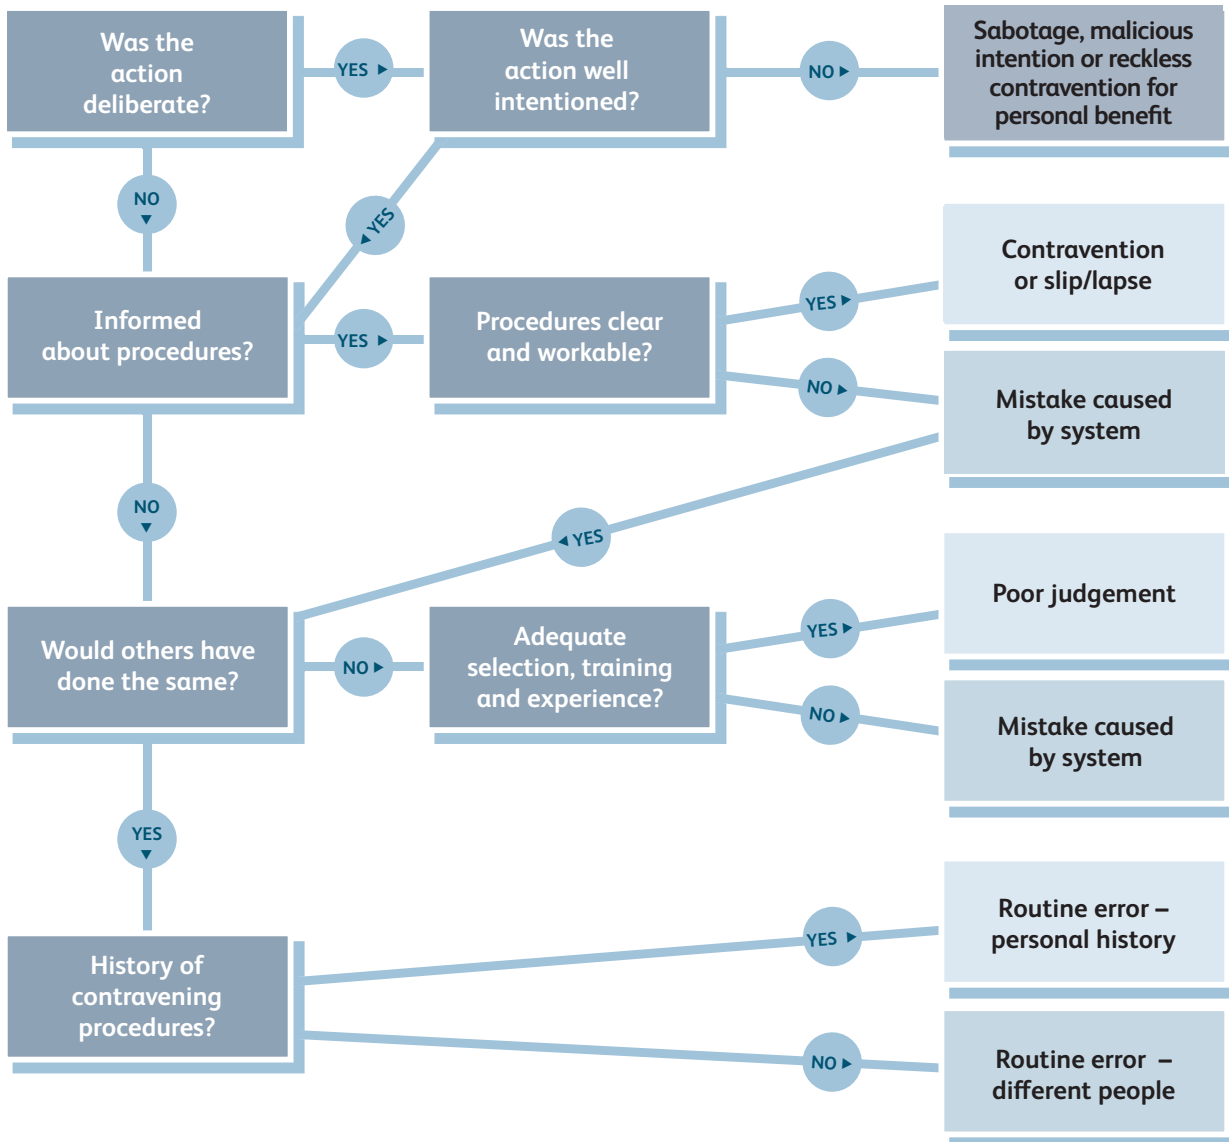 Was the
action
deliberate?
YES ►
Was the
action well
intentioned?
NO ►
Sabotage, malicious
intention or reckless
contravention for
personal benefit
NO
▼
◄ YES
Informed
about procedures?
YES ►
Procedures clear
and workable?
YES ►
Contravention
or slip/lapse
NO ►
Mistake caused
by system
NO
▼
◄ YES
Would others have
done the same?
NO ►
Adequate
selection, training
and experience?
YES ►
Poor judgement
NO ►
Mistake caused
by system
YES
▼
History of
contravening
procedures?
YES ►
Routine error –
personal history
NO ►
Routine error –
different people